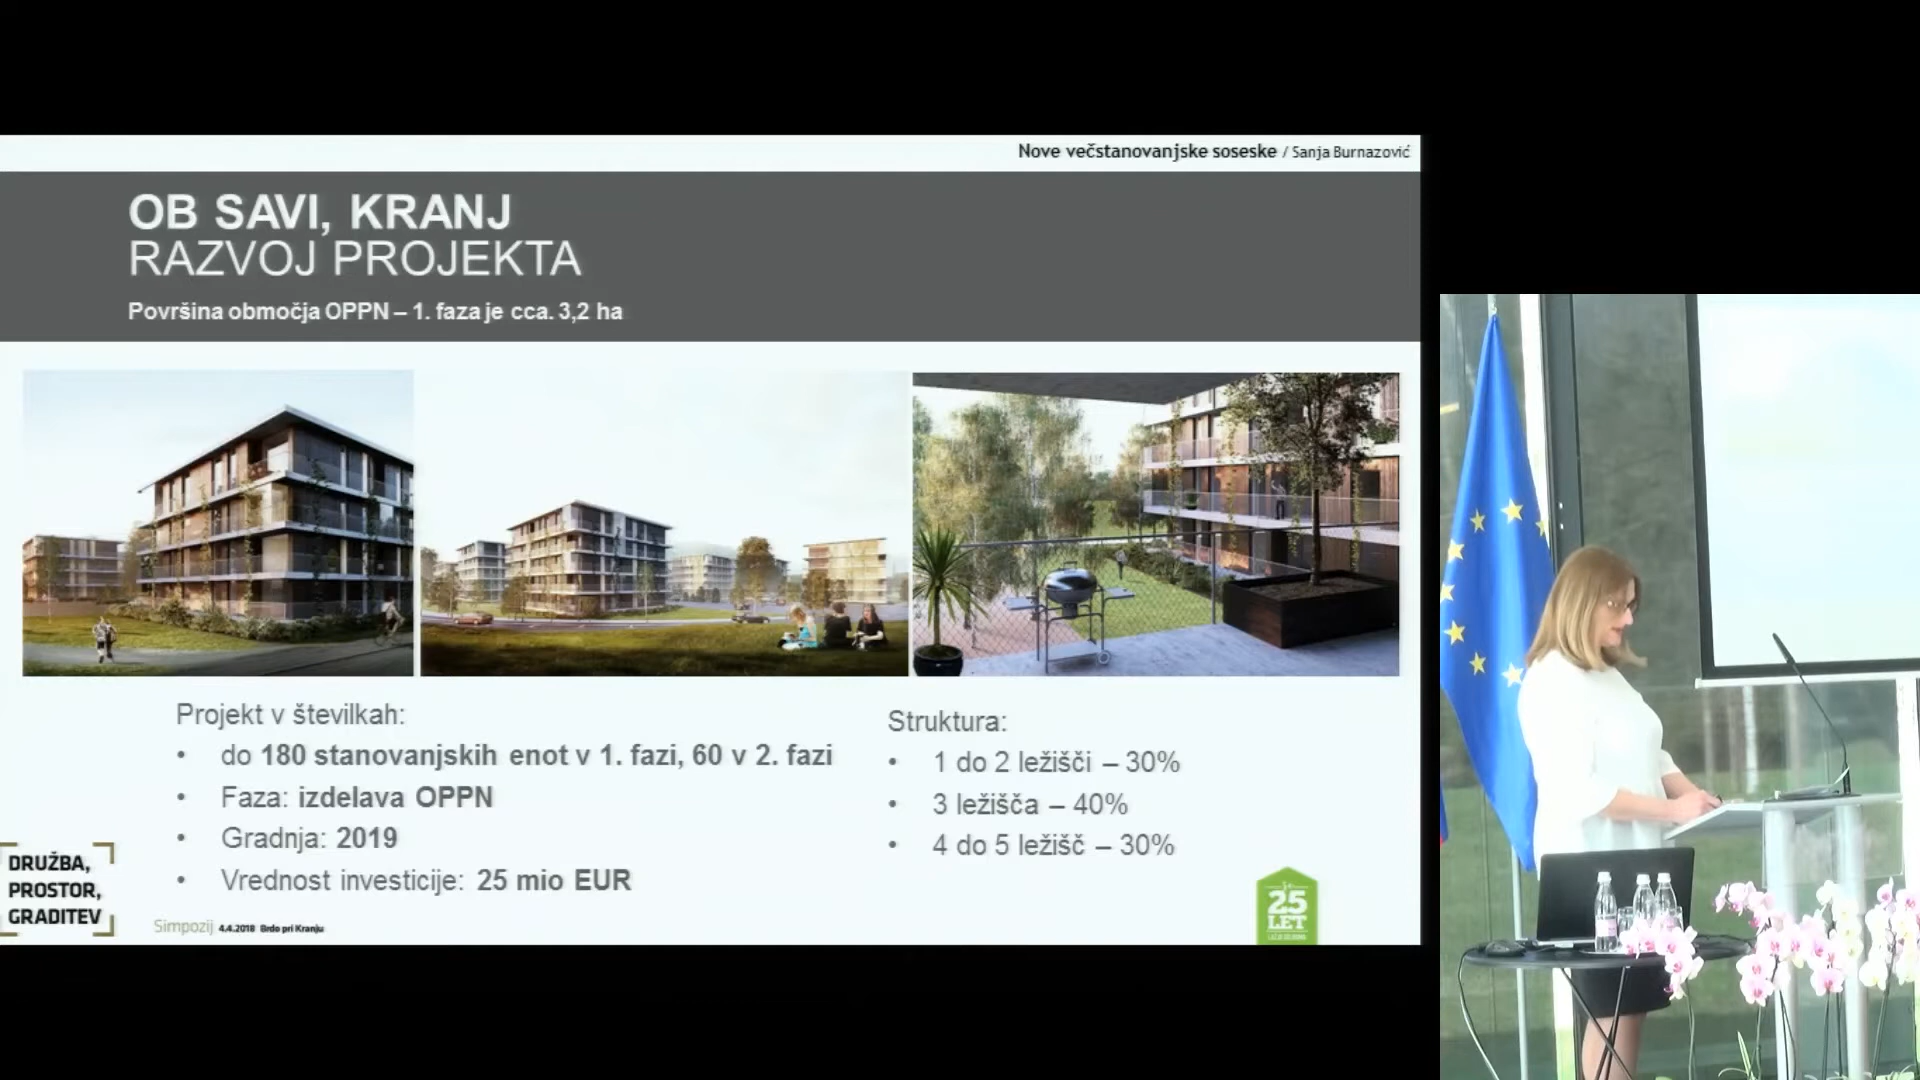 Nove večstanovanjske soseske / Sanja Burnazović
OB SAVI, KRANJ
RAZVOJ PROJEKTA
Površina območja OPPN – 1. faza je cca. 3,2 ha
Projekt v številkah:
• do 180 stanovanjskih enot v 1. fazi, 60 v 2. fazi
• Faza: izdelava OPPN
• Gradnja: 2019
• Vrednost investicije: 25 mio EUR
Struktura:
• 1 do 2 ležišči – 30%
• 3 ležišča – 40%
• 4 do 5 ležišč – 30%
DRUŽBA,
PROSTOR,
GRADITEV
Simpozij 4.4.2018 Brdo pri Kranju
25
LET